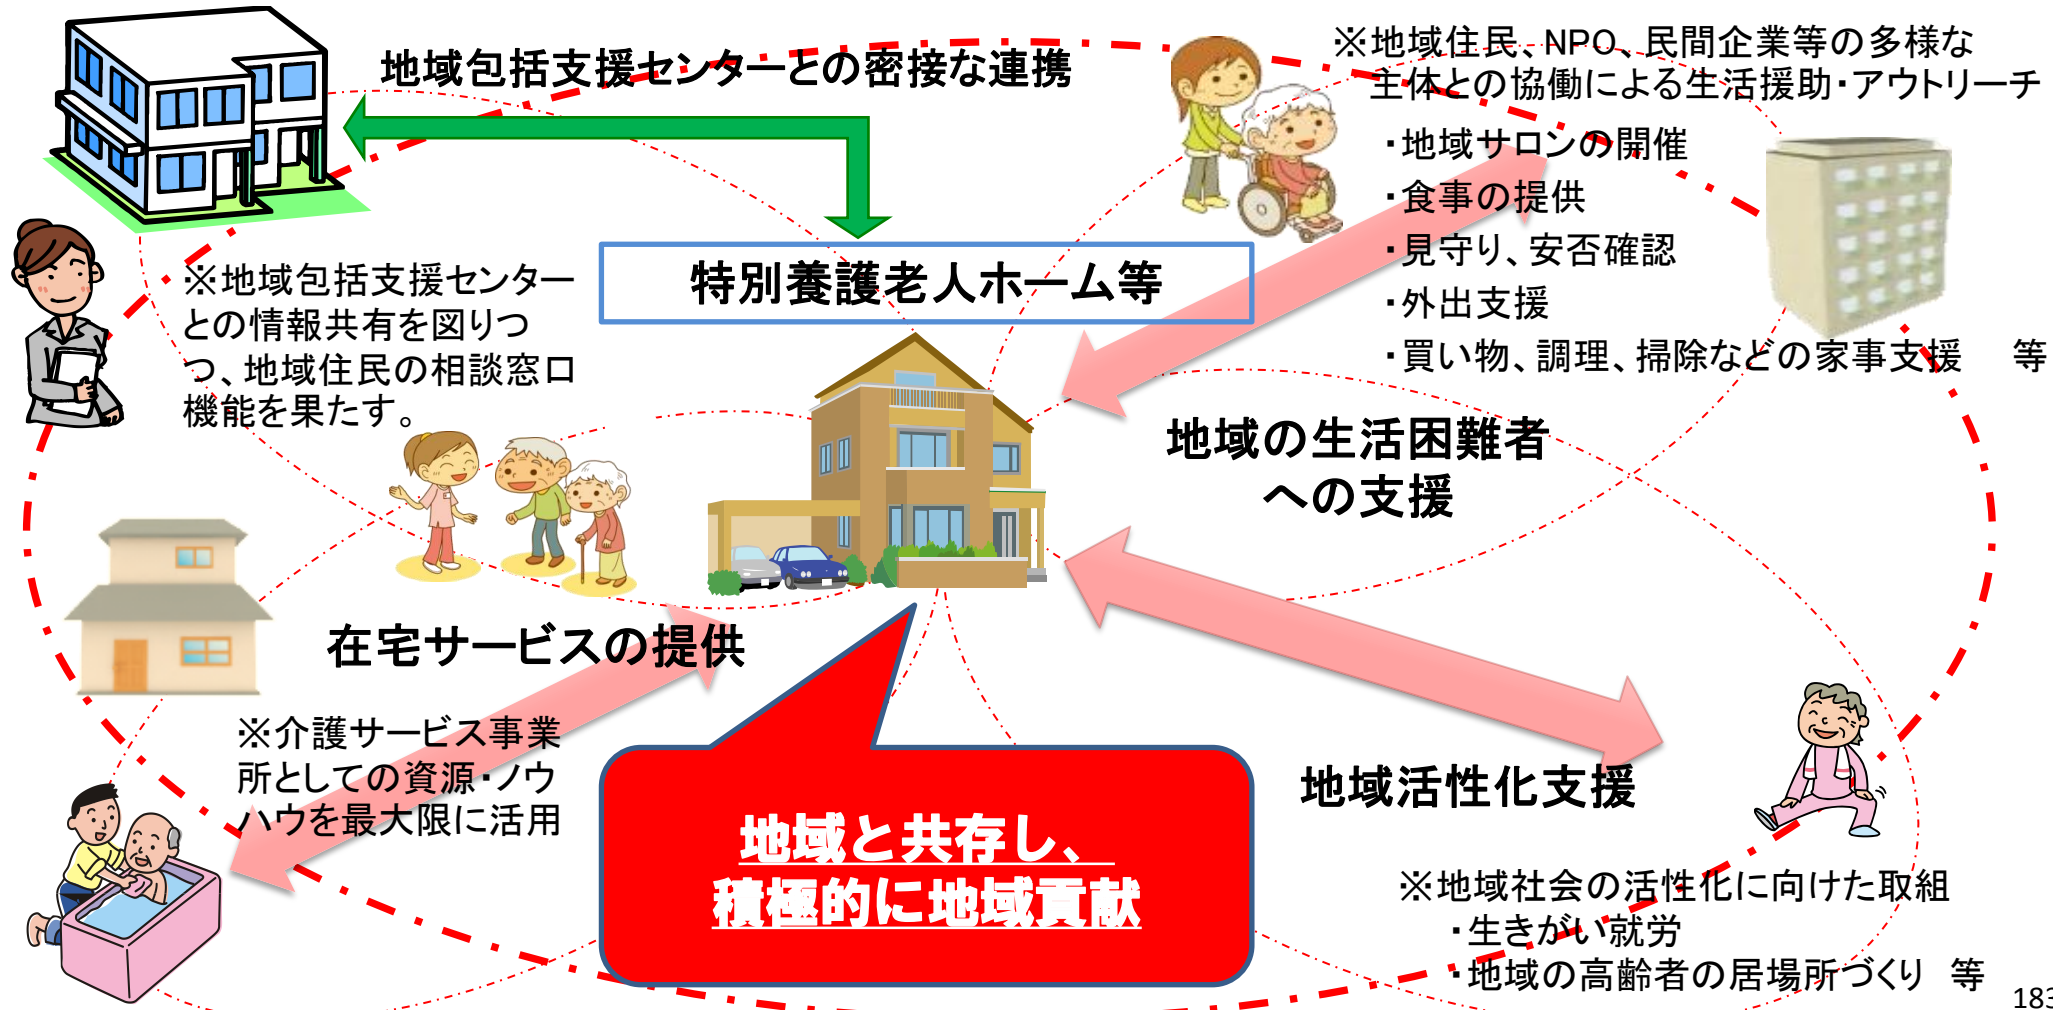 地域包括支援センターとの密接な連携
※地域住民、NPO、民間企業等の多様な
主体との協働による生活援助・アウトリーチ
・地域サロンの開催
・食事の提供
・見守り、安否確認
・外出支援
・買い物、調理、掃除などの家事支援　等
特別養護老人ホーム等
※地域包括支援センター
との情報共有を図りつ
つ、地域住民の相談窓口
機能を果たす。
地域の生活困難者
への支援
在宅サービスの提供
※介護サービス事業
所としての資源・ノウ
ハウを最大限に活用
地域と共存し、
積極的に地域貢献
地域活性化支援
※地域社会の活性化に向けた取組
・生きがい就労
・地域の高齢者の居場所づくり　等
183